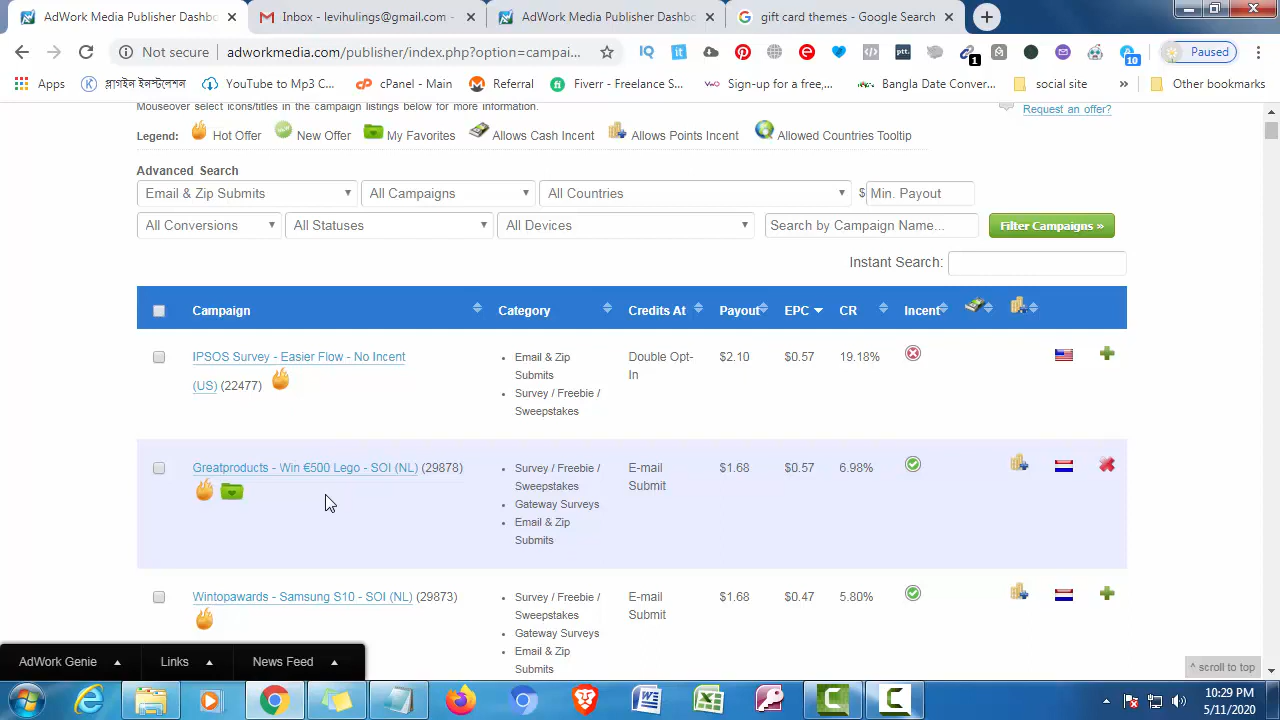 AdWork Media Publisher Dashbo
Inbox - levihulings@gmail.com -
AdWork Media Publisher Dashbo
gift card themes - Google Search
Not secure
adworkmedia.com/publisher/index.php?action=campai...
ptt.
1
10
Paused
Apps
প্লাগইন ইনস্টলেশন
YouTube to Mp3 C...
cPanel - Main
Referral
Fiverr - Freelance S...
Sign-up for a free,...
Bangla Date Conver...
social site
»
Other bookmarks
Mouseover select icons/titles in the campaign listings below for more information.
Request an offer?
Legend:
Hot Offer
New Offer
My Favorites
Allows Cash Incent
Allows Points Incent
Allowed Countries Tooltip
Advanced Search
Email & Zip Submits
All Campaigns
All Countries
$
Min. Payout
All Conversions
All Statuses
All Devices
Search by Campaign Name...
Filter Campaigns »
Instant Search:
Campaign
Category
Credits At
Payout
EPC
CR
Incent
IPSOS Survey - Easier Flow - No Incent
(US) (22477)
Email & Zip
Submits
Survey / Freebie /
Sweepstakes
Double Opt-
In
$2.10
$0.57
19.18%
Greatproducts - Win €500 Lego - SOI (NL) (29878)
Survey / Freebie /
Sweepstakes
Gateway Surveys
Email & Zip
Submits
E-mail
Submit
$1.68
$0.57
6.98%
Wintopawards - Samsung S10 - SOI (NL) (29873)
Survey / Freebie /
Sweepstakes
Gateway Surveys
Email & Zip
Submits
E-mail
Submit
$1.68
$0.47
5.80%
AdWork Genie
Links
News Feed
^ scroll to top
10:29 PM
5/11/2020